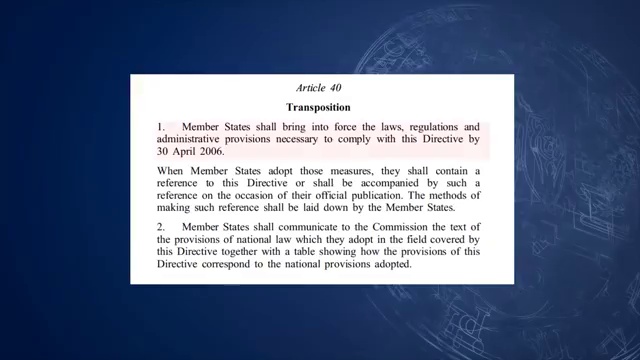 Article 40
Transposition
1. Member States shall bring into force the laws, regulations and
administrative provisions necessary to comply with this Directive by
30 April 2006.
When Member States adopt those measures, they shall contain a
reference to this Directive or shall be accompanied by such a
reference on the occasion of their official publication. The methods of
making such reference shall be laid down by the Member States.
2. Member States shall communicate to the Commission the text of
the provisions of national law which they adopt in the field covered by
this Directive together with a table showing how the provisions of this
Directive correspond to the national provisions adopted.